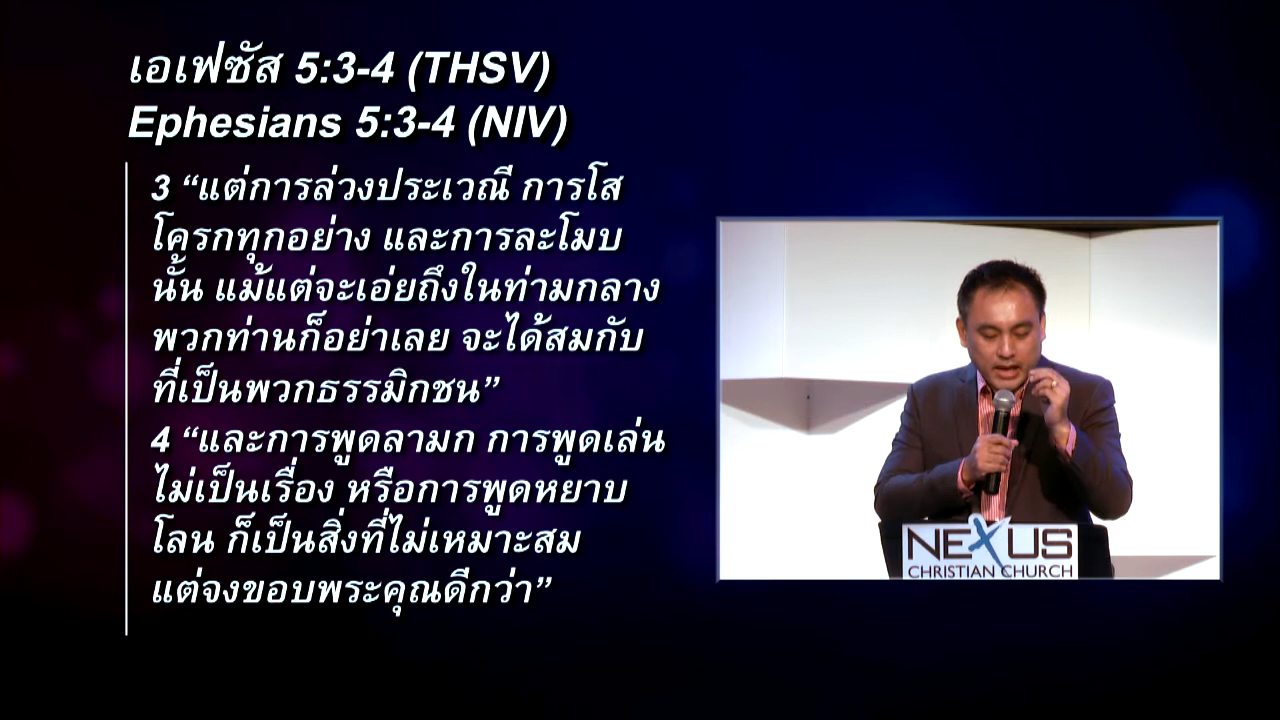 เอเฟซัส 5:3-4 (THSV)
Ephesians 5:3-4 (NIV)
3 “แต่การล่วงประเวณี การโส
โครกทุกอย่าง และการละโมบ
นั้น แม้แต่จะเอ่ยถึงในท่ามกลาง
พวกท่านก็อย่าเลย จะได้สมกับ
ที่เป็นพวกธรรมิกชน”
4 “และการพูดลามก การพูดเล่น
ไม่เป็นเรื่อง หรือการพูดหยาบ
โลน ก็เป็นสิ่งที่ไม่เหมาะสม
แต่จงขอบพระคุณดีกว่า”
NEXUS
CHRISTIAN CHURCH